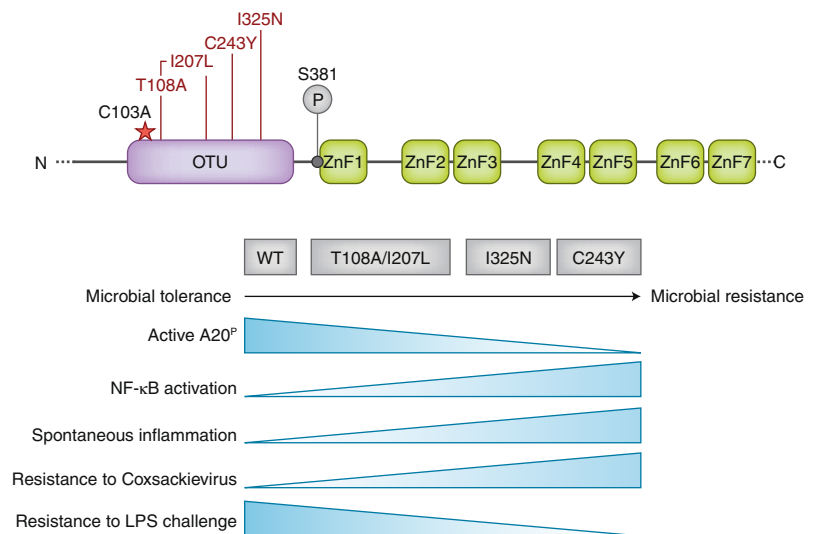 I325N
C243Y
I207L
T108A
S381
C103A
P
N
OTU
ZnF1
ZnF2
ZnF3
ZnF4
ZnF5
ZnF6
ZnF7
C
WT
T108A/I207L
I325N
C243Y
Microbial tolerance
Microbial resistance
Active A20ᴾ
NF-κB activation
Spontaneous inflammation
Resistance to Coxsackievirus
Resistance to LPS challenge